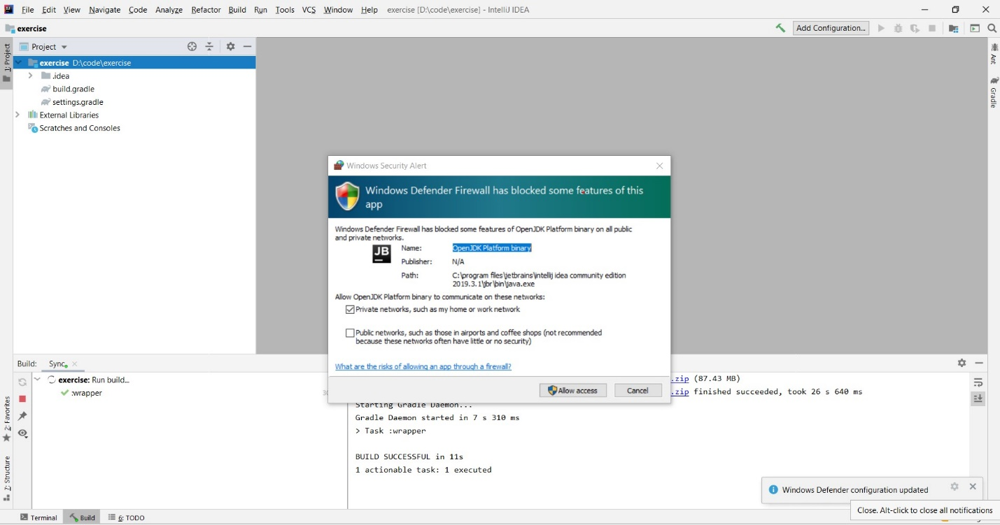 File Edit View Navigate Code Analyze Refactor Build Run Tools VCS Window Help exercise [D:\code\exercise] - IntelliJ IDEA
exercise
Add Configuration...
1: Project
Project
exercise D:\code\exercise
.idea
build.gradle
settings.gradle
External Libraries
Scratches and Consoles
Ant
Gradle
Windows Security Alert
Windows Defender Firewall has blocked some features of this
app
Windows Defender Firewall has blocked some features of OpenJDK Platform binary on all public
and private networks.
JB
Name: OpenJDK Platform binary
Publisher: N/A
Path: C:\program files\jetbrains\intellij idea community edition
2019.3.1\jbr\bin\java.exe
Allow OpenJDK Platform binary to communicate on these networks:
Private networks, such as my home or work network
Public networks, such as those in airports and coffee shops (not recommended
because these networks often have little or no security)
What are the risks of allowing an app through a firewall?
Allow access Cancel
Build: Sync
exercise: Run build...
:wrapper
.zip (87.43 MB)
.zip finished succeeded, took 26 s 640 ms
Starting Gradle Daemon...
Gradle Daemon started in 7 s 310 ms
> Task :wrapper
BUILD SUCCESSFUL in 11s
1 actionable task: 1 executed
2: Favorites
7: Structure
Windows Defender configuration updated
Close. Alt-click to close all notifications
Terminal Build 6: TODO